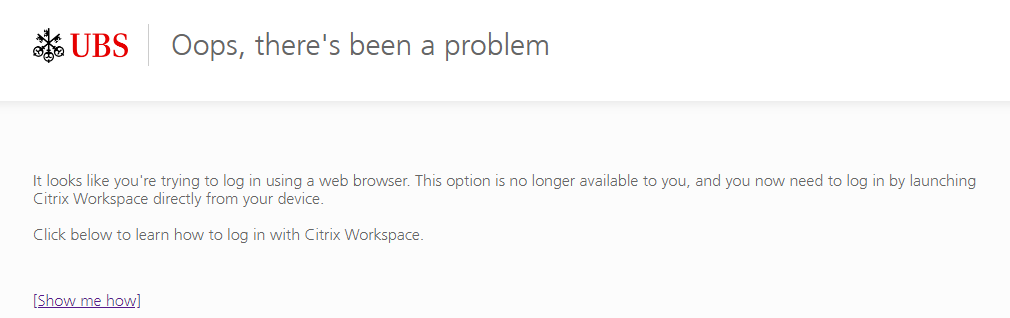 UBS
Oops, there's been a problem
It looks like you're trying to log in using a web browser. This option is no longer available to you, and you now need to log in by launching
Citrix Workspace directly from your device.
Click below to learn how to log in with Citrix Workspace.
[Show me how]